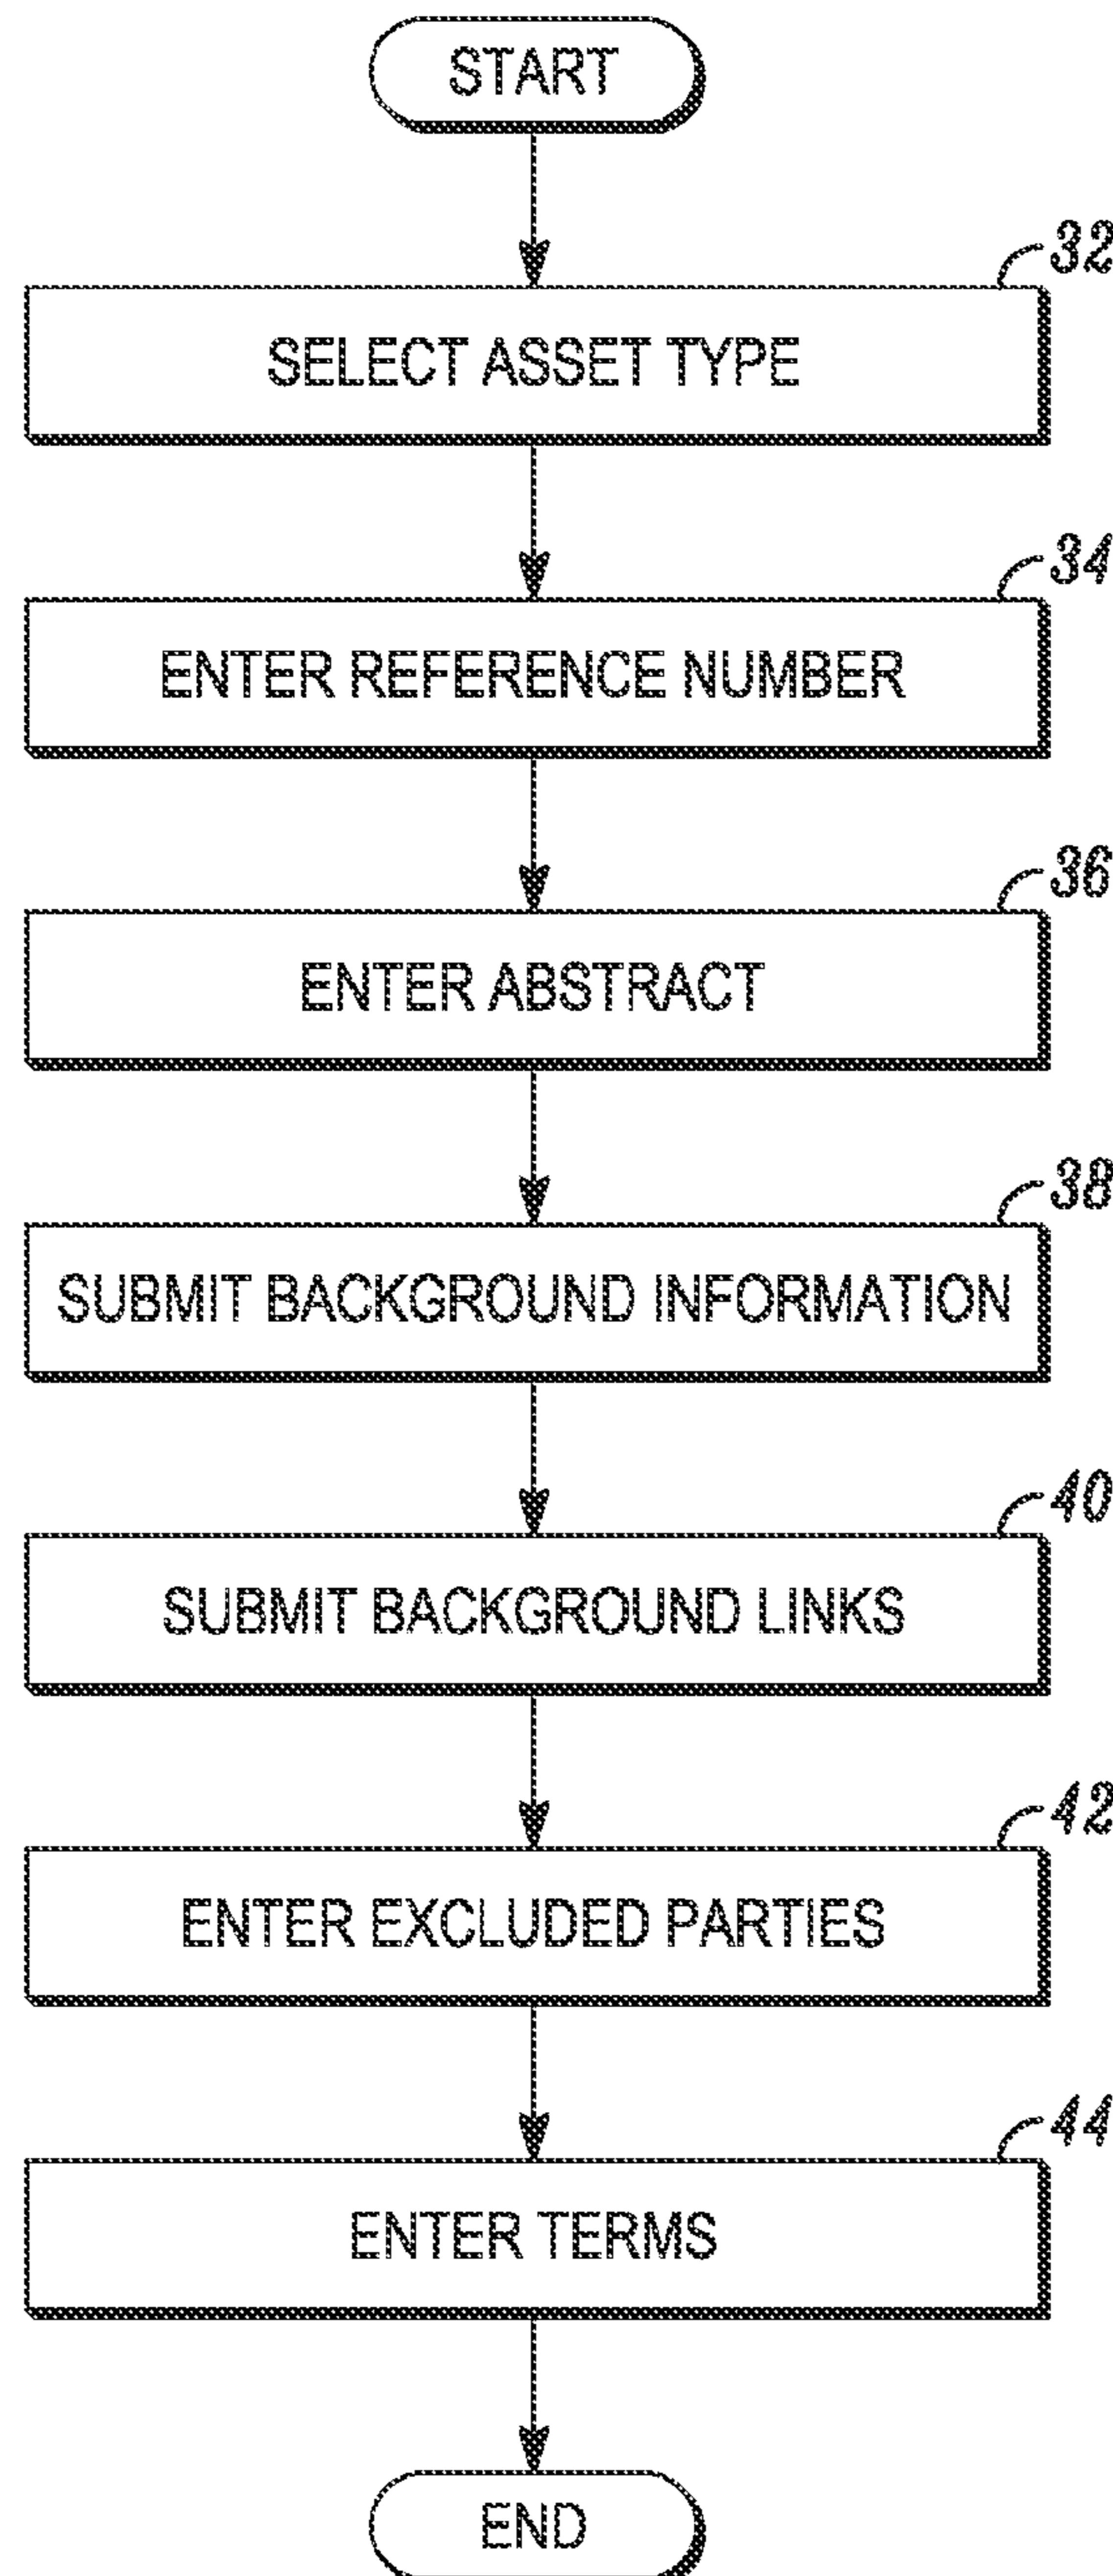 START
32
SELECT ASSET TYPE
34
ENTER REFERENCE NUMBER
36
ENTER ABSTRACT
38
SUBMIT BACKGROUND INFORMATION
40
SUBMIT BACKGROUND LINKS
42
ENTER EXCLUDED PARTIES
44
ENTER TERMS
END